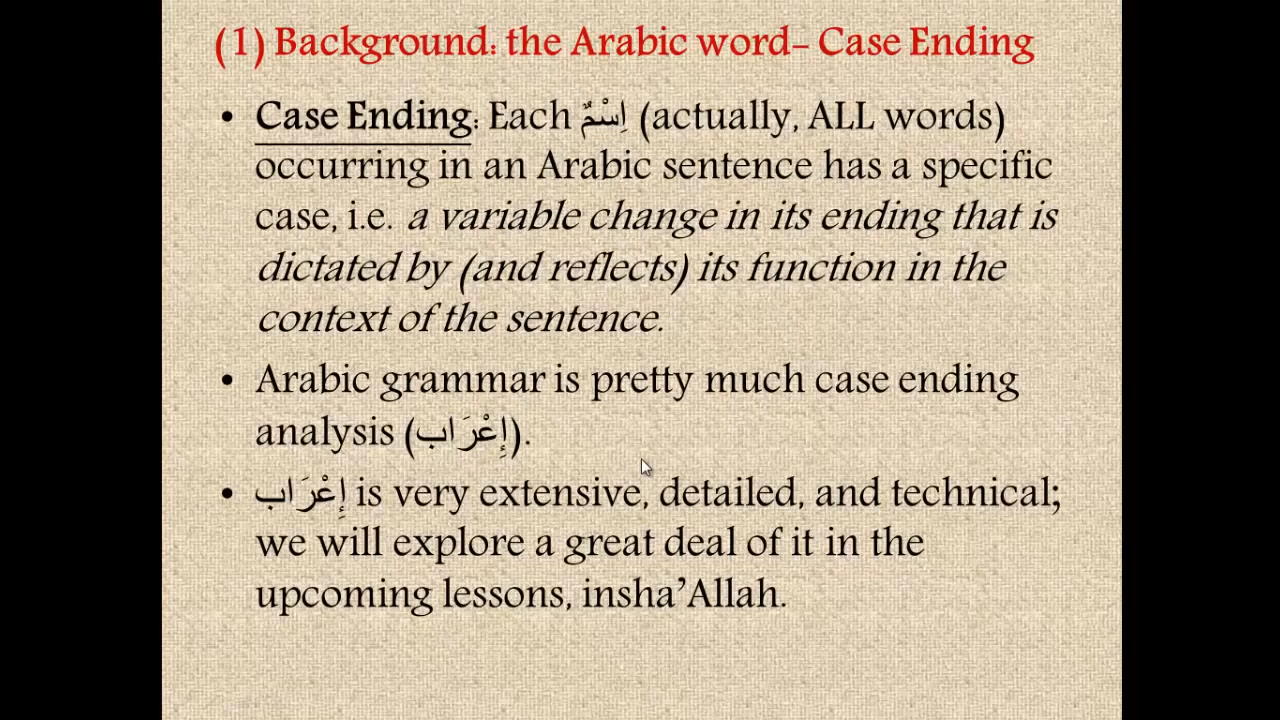 (1) Background: the Arabic word- Case Ending
• Case Ending: Each اِسْمٌ (actually, ALL words)
occurring in an Arabic sentence has a specific
case, i.e. a variable change in its ending that is
dictated by (and reflects) its function in the
context of the sentence.
• Arabic grammar is pretty much case ending
analysis (إِعْرَاب).
• إِعْرَاب is very extensive, detailed, and technical;
we will explore a great deal of it in the
upcoming lessons, insha’Allah.